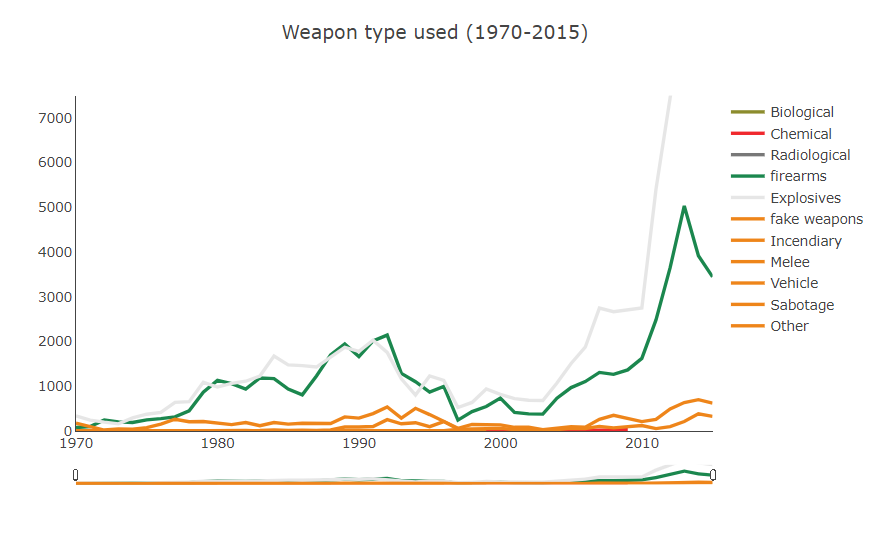 Weapon type used (1970-2015)
7000
6000
5000
4000
3000
2000
1000
0
1970 1980 1990 2000 2010
Biological
Chemical
Radiological
firearms
Explosives
fake weapons
Incendiary
Melee
Vehicle
Sabotage
Other